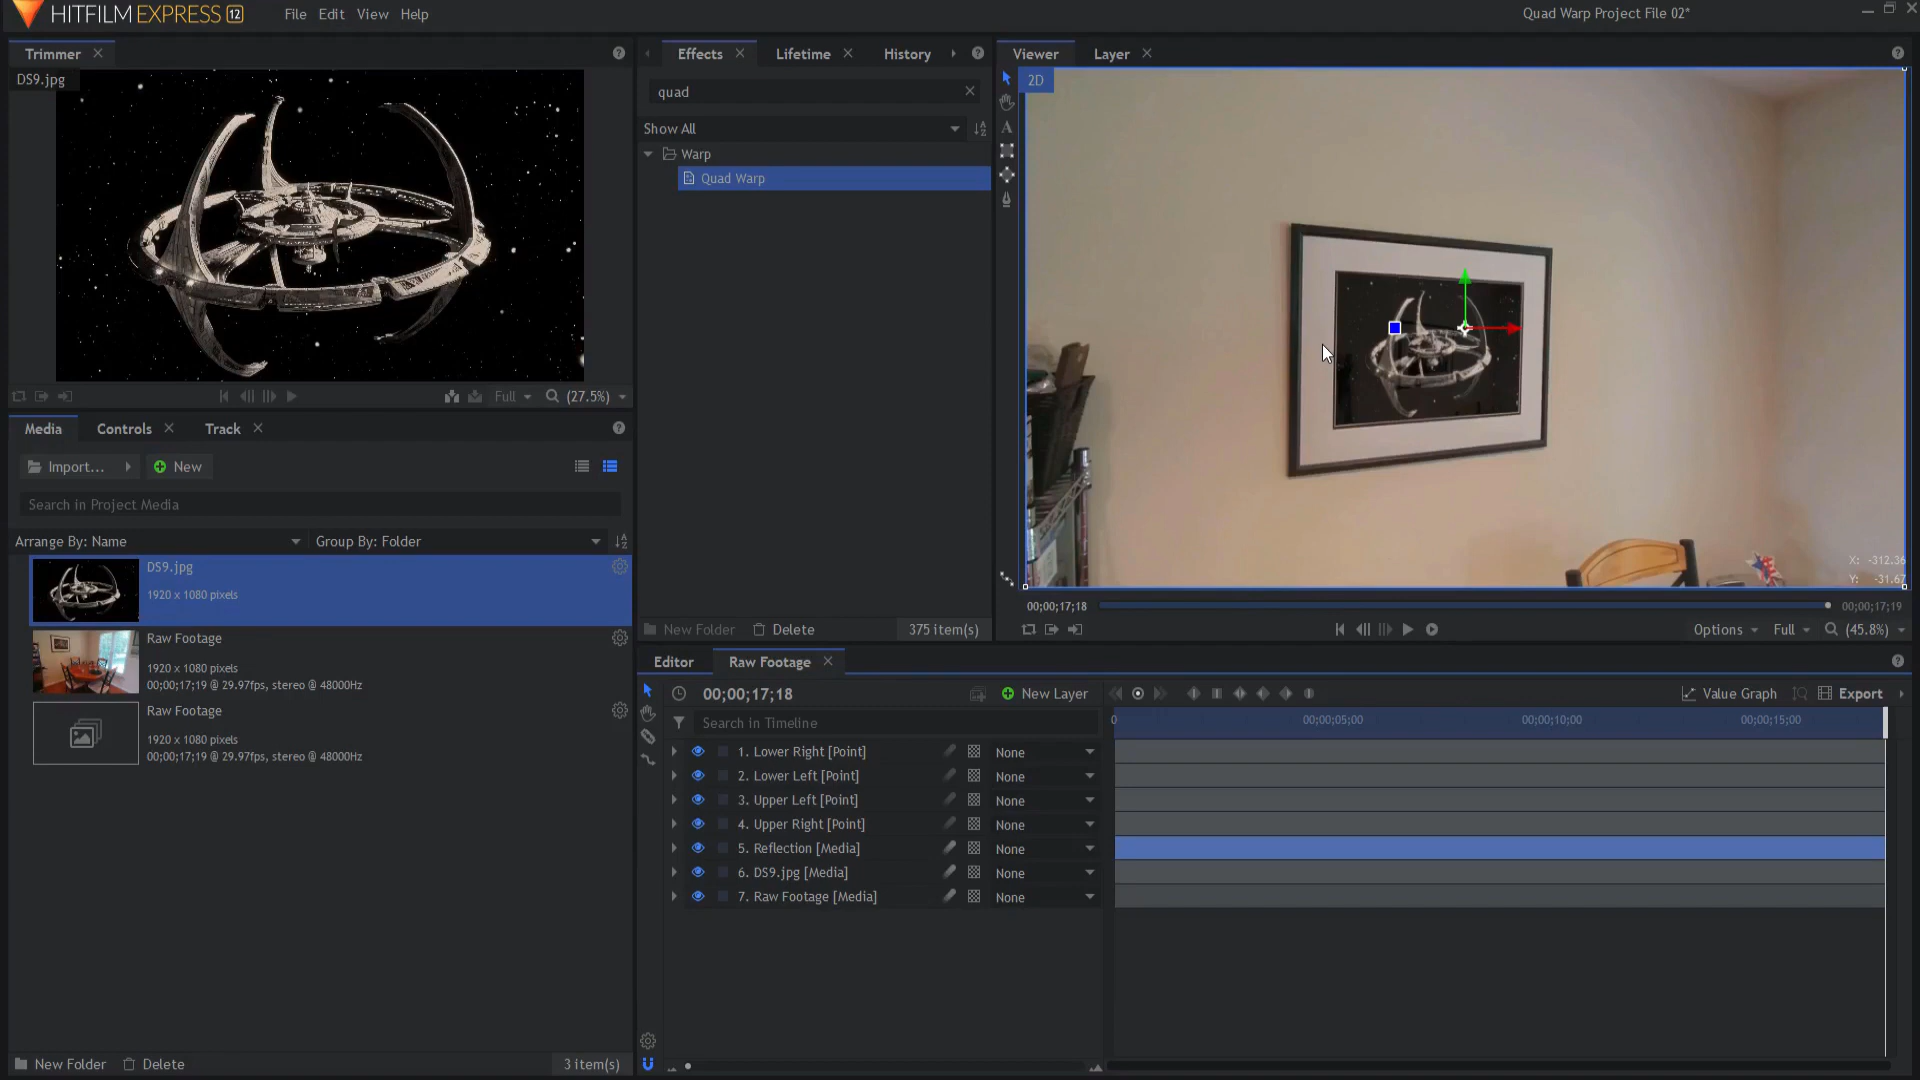 HITFILM EXPRESS 12
File Edit View Help
Quad Warp Project File 02*
Trimmer
DS9.jpg
Full (27.5%)
Media Controls Track
Import... New
Search in Project Media
Arrange By: Name Group By: Folder
DS9.jpg
1920 x 1080 pixels
Raw Footage
1920 x 1080 pixels
00;00;17;19 @ 29.97fps, stereo @ 48000Hz
Raw Footage
1920 x 1080 pixels
00;00;17;19 @ 29.97fps, stereo @ 48000Hz
New Folder Delete 3 item(s)
Effects Lifetime History
quad
Show All
Warp
Quad Warp
New Folder Delete 375 item(s)
Viewer Layer
2D
X: -312.36
Y: -31.67
00;00;17;18 00;00;17;19
Options Full (45.8%)
Editor Raw Footage
00;00;17;18 New Layer Value Graph Export
Search in Timeline
0 00;00;05;00 00;00;10;00 00;00;15;00
1. Lower Right [Point] None
2. Lower Left [Point] None
3. Upper Left [Point] None
4. Upper Right [Point] None
5. Reflection [Media] None
6. DS9.jpg [Media] None
7. Raw Footage [Media] None